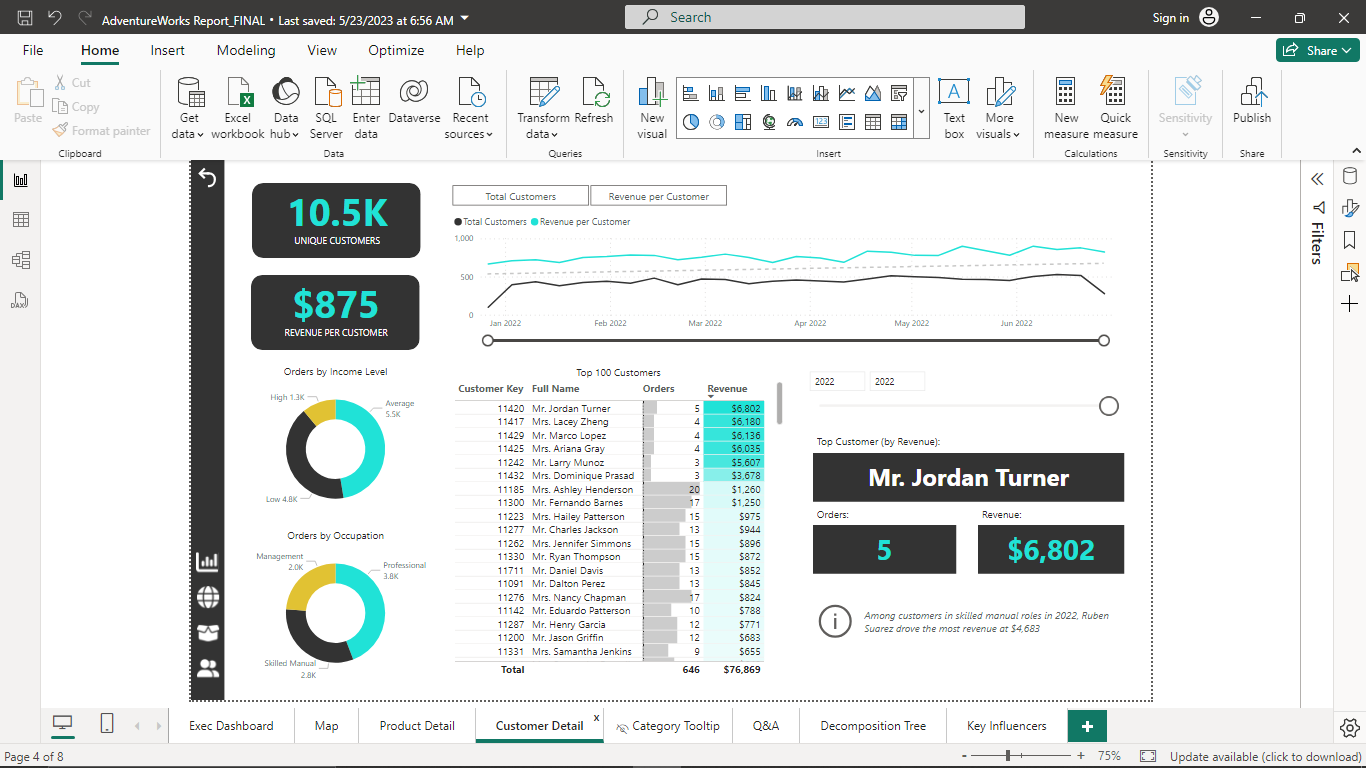 AdventureWorks Report_FINAL • Last saved: 5/23/2023 at 6:56 AM
Search
Sign in
File Home Insert Modeling View Optimize Help
Share
Paste
Cut
Copy
Format painter
Clipboard
Get data
Excel workbook
Data hub
SQL Server
Enter data
Dataverse
Recent sources
Data
Transform data
Refresh
Queries
New visual
123
A
Text box
More visuals
Insert
New measure
Quick measure
Calculations
Sensitivity
Sensitivity
Publish
Share
DAX
10.5K
UNIQUE CUSTOMERS
$875
REVENUE PER CUSTOMER
Total Customers Revenue per Customer
Total Customers Revenue per Customer
1,000
500
0
Jan 2022 Feb 2022 Mar 2022 Apr 2022 May 2022 Jun 2022
Orders by Income Level
High 1.3K
Average
5.5K
Low 4.8K
Orders by Occupation
Management
2.0K
Professional
3.8K
Skilled Manual
2.8K
Top 100 Customers
Customer Key Full Name Orders Revenue
11420 Mr. Jordan Turner 5 $6,802
11417 Mrs. Lacey Zheng 4 $6,180
11429 Mr. Marco Lopez 4 $6,136
11425 Mrs. Ariana Gray 4 $6,035
11242 Mr. Larry Munoz 3 $5,607
11432 Mrs. Dominique Prasad 3 $3,678
11185 Mrs. Ashley Henderson 20 $1,260
11300 Mr. Fernando Barnes 17 $1,250
11223 Mrs. Hailey Patterson 15 $975
11277 Mr. Charles Jackson 13 $944
11262 Mrs. Jennifer Simmons 15 $896
11330 Mr. Ryan Thompson 15 $872
11711 Mr. Daniel Davis 13 $852
11091 Mr. Dalton Perez 13 $845
11276 Mrs. Nancy Chapman 17 $824
11142 Mr. Eduardo Patterson 10 $788
11287 Mr. Henry Garcia 12 $771
11200 Mr. Jason Griffin 12 $683
11331 Mrs. Samantha Jenkins 9 $655
Total 646 $76,869
2022 2022
Top Customer (by Revenue):
Mr. Jordan Turner
Orders: Revenue:
5 $6,802
Among customers in skilled manual roles in 2022, Ruben
Suarez drove the most revenue at $4,683
Filters
Exec Dashboard Map Product Detail Customer Detail x Category Tooltip Q&A Decomposition Tree Key Influencers +
Page 4 of 8
- + 75%
Update available (click to download)